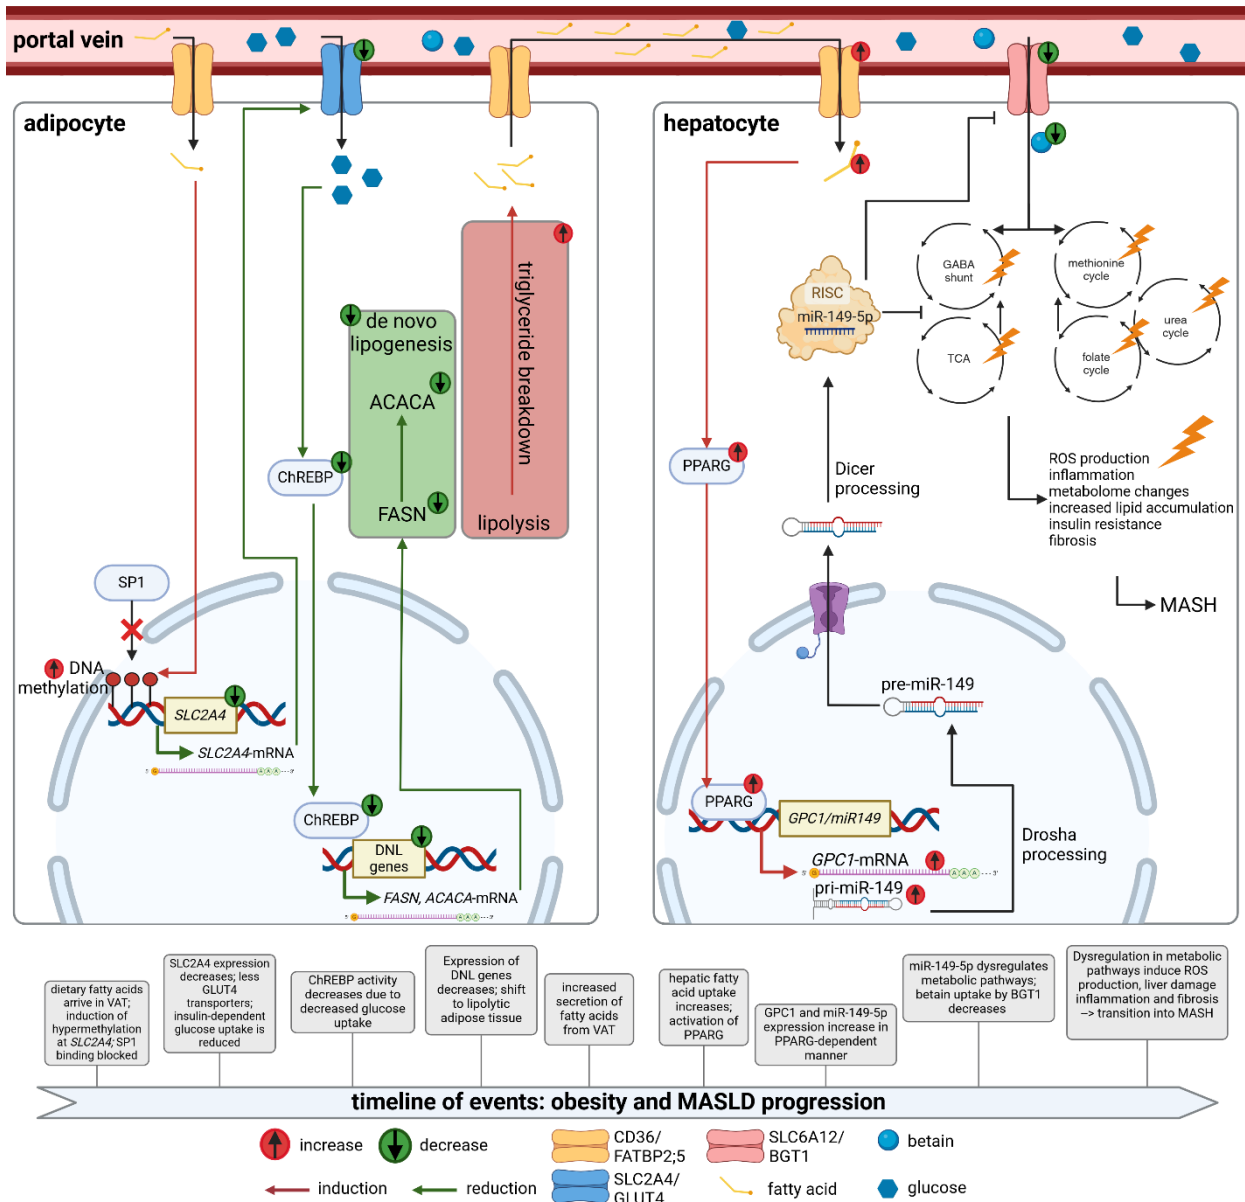 portal vein
adipocyte
hepatocyte
de novo
lipogenesis
ACACA
FASN
triglyceride breakdown
lipolysis
ChREBP
SP1
DNA
methylation
SLC2A4
SLC2A4-mRNA
5'
G
A A A
3'
ChREBP
DNL
genes
FASN, ACACA-mRNA
5'
G
A A A
3'
RISC
miR-149-5p
GABA
shunt
TCA
methionine
cycle
folate
cycle
urea
cycle
PPARG
Dicer
processing
ROS production
inflammation
metabolome changes
increased lipid accumulation
insulin resistance
fibrosis
MASH
pre-miR-149
PPARG
GPC1/miR149
GPC1-mRNA
5'
G
A A A
3'
pri-miR-149
Drosha
processing
dietary fatty acids
arrive in VAT;
induction of
hypermethylation
at SLC2A4; SP1
binding blocked
SLC2A4 expression
decreases; less
GLUT4
transporters;
insulin-dependent
glucose uptake is
reduced
ChREBP activity
decreases due to
decreased glucose
uptake
Expression of
DNL genes
decreases; shift
to lipolytic
adipose tissue
increased
secretion of
fatty acids
from VAT
hepatic fatty
acid uptake
increases;
activation of
PPARG
GPC1 and miR-149-5p
expression increase in
PPARG-dependent
manner
miR-149-5p dysregulates
metabolic pathways;
betain uptake by BGT1
decreases
Dysregulation in metabolic
pathways induce ROS
production, liver damage
inflammation and fibrosis
--> transition into MASH
timeline of events: obesity and MASLD progression
increase
decrease
CD36/
FATBP2;5
SLC6A12/
BGT1
betain
induction
reduction
SLC2A4/
GLUT4
fatty acid
glucose